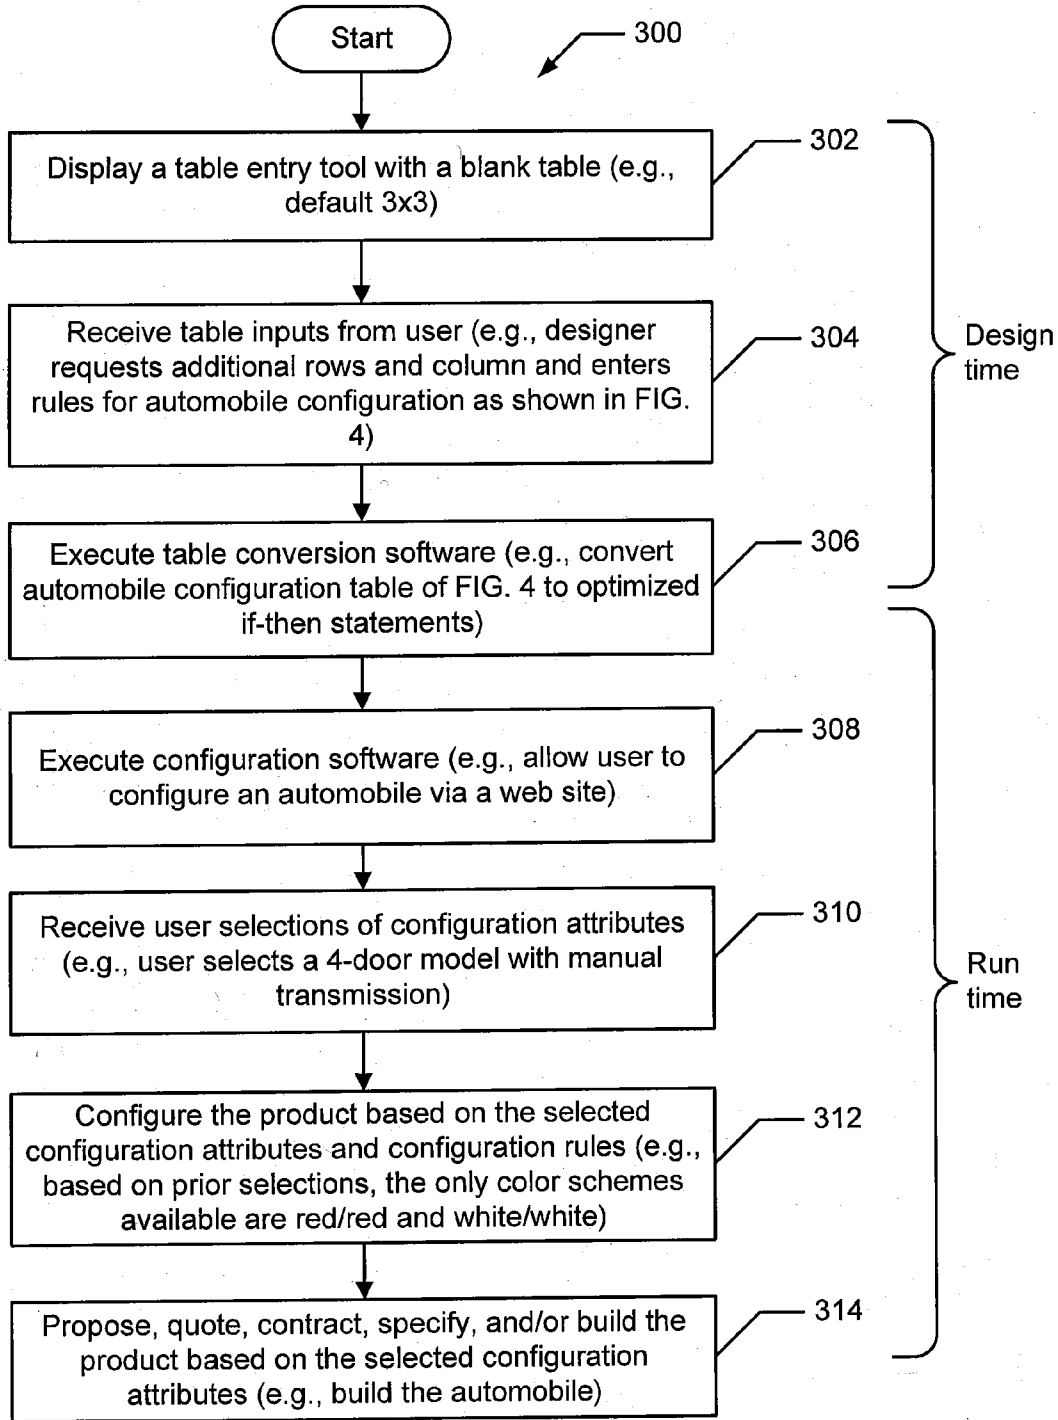 Start
300
Display a table entry tool with a blank table (e.g.,
default 3x3)
302
Receive table inputs from user (e.g., designer
requests additional rows and column and enters
rules for automobile configuration as shown in FIG.
4)
304
Design
time
Execute table conversion software (e.g., convert
automobile configuration table of FIG. 4 to optimized
if-then statements)
306
Execute configuration software (e.g., allow user to
configure an automobile via a web site)
308
Receive user selections of configuration attributes
(e.g., user selects a 4-door model with manual
transmission)
310
Run
time
Configure the product based on the selected
configuration attributes and configuration rules (e.g.,
based on prior selections, the only color schemes
available are red/red and white/white)
312
Propose, quote, contract, specify, and/or build the
product based on the selected configuration
attributes (e.g., build the automobile)
314